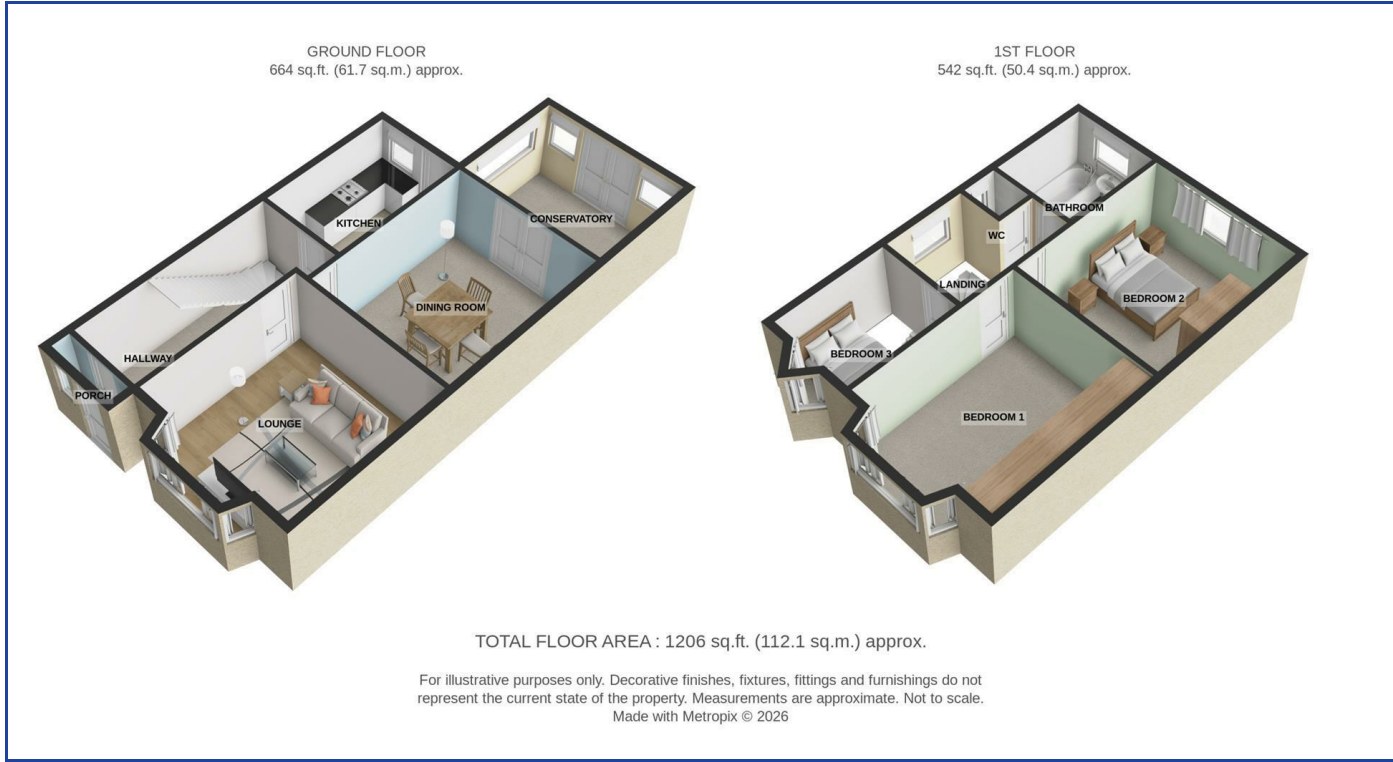 GROUND FLOOR
664 sq.ft. (61.7 sq.m.) approx.
1ST FLOOR
542 sq.ft. (50.4 sq.m.) approx.
KITCHEN
CONSERVATORY
DINING ROOM
HALLWAY
PORCH
LOUNGE
BATHROOM
WC
LANDING
BEDROOM 2
BEDROOM 3
BEDROOM 1
TOTAL FLOOR AREA : 1206 sq.ft. (112.1 sq.m.) approx.
For illustrative purposes only. Decorative finishes, fixtures, fittings and furnishings do not
represent the current state of the property. Measurements are approximate. Not to scale.
Made with Metropix © 2026